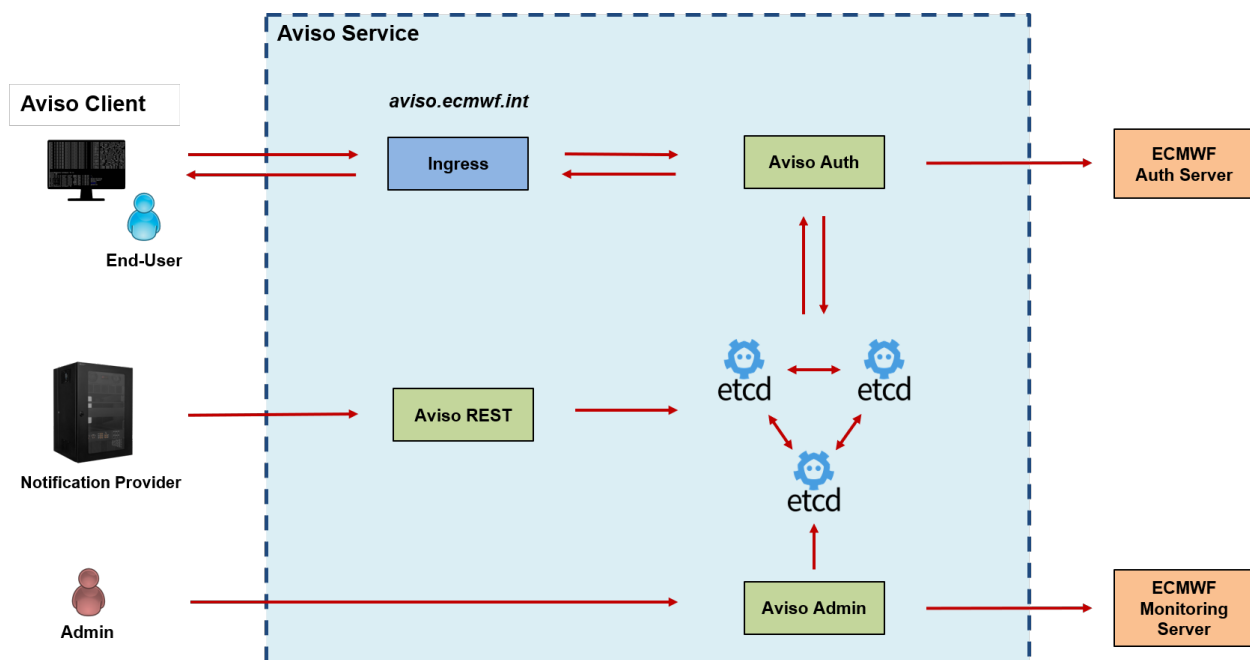 Aviso Service
aviso.ecmwf.int
Aviso Client
Ingress
Aviso Auth
ECMWF
Auth Server
End-User
etcd
etcd
Aviso REST
Notification Provider
etcd
Admin
Aviso Admin
ECMWF
Monitoring
Server